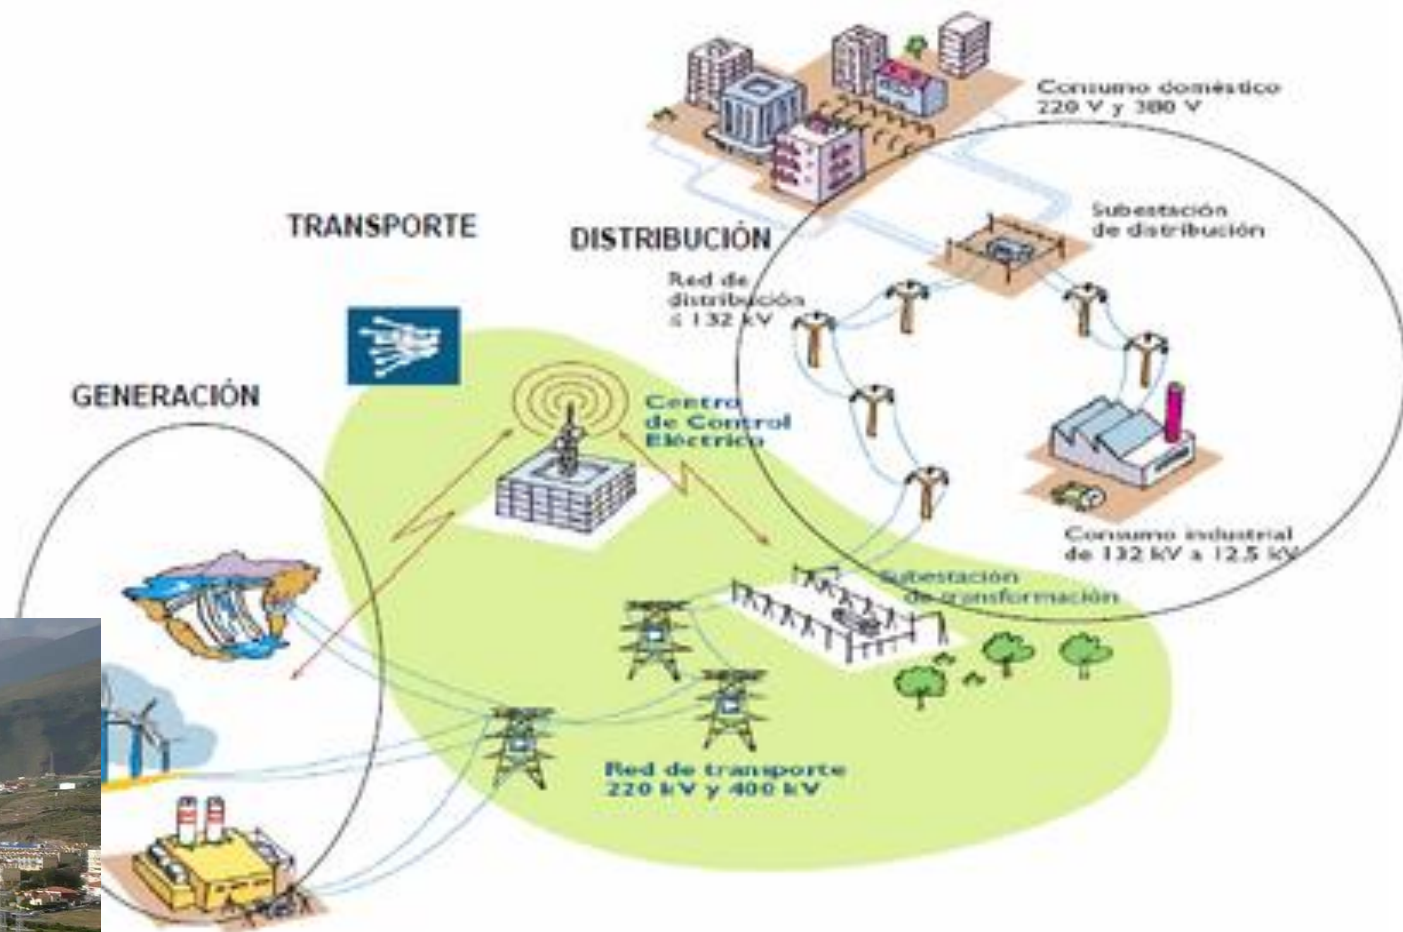 Consumo doméstico
220 V y 380 V
TRANSPORTE
DISTRIBUCIÓN
Subestación
de distribución
Red de
distribución
≤ 132 kV
GENERACIÓN
Centro
de Control
Eléctrico
Consumo industrial
de 132 kV a 12.5 kV
Subestación
de transformación
Red de transporte
220 kV y 400 kV